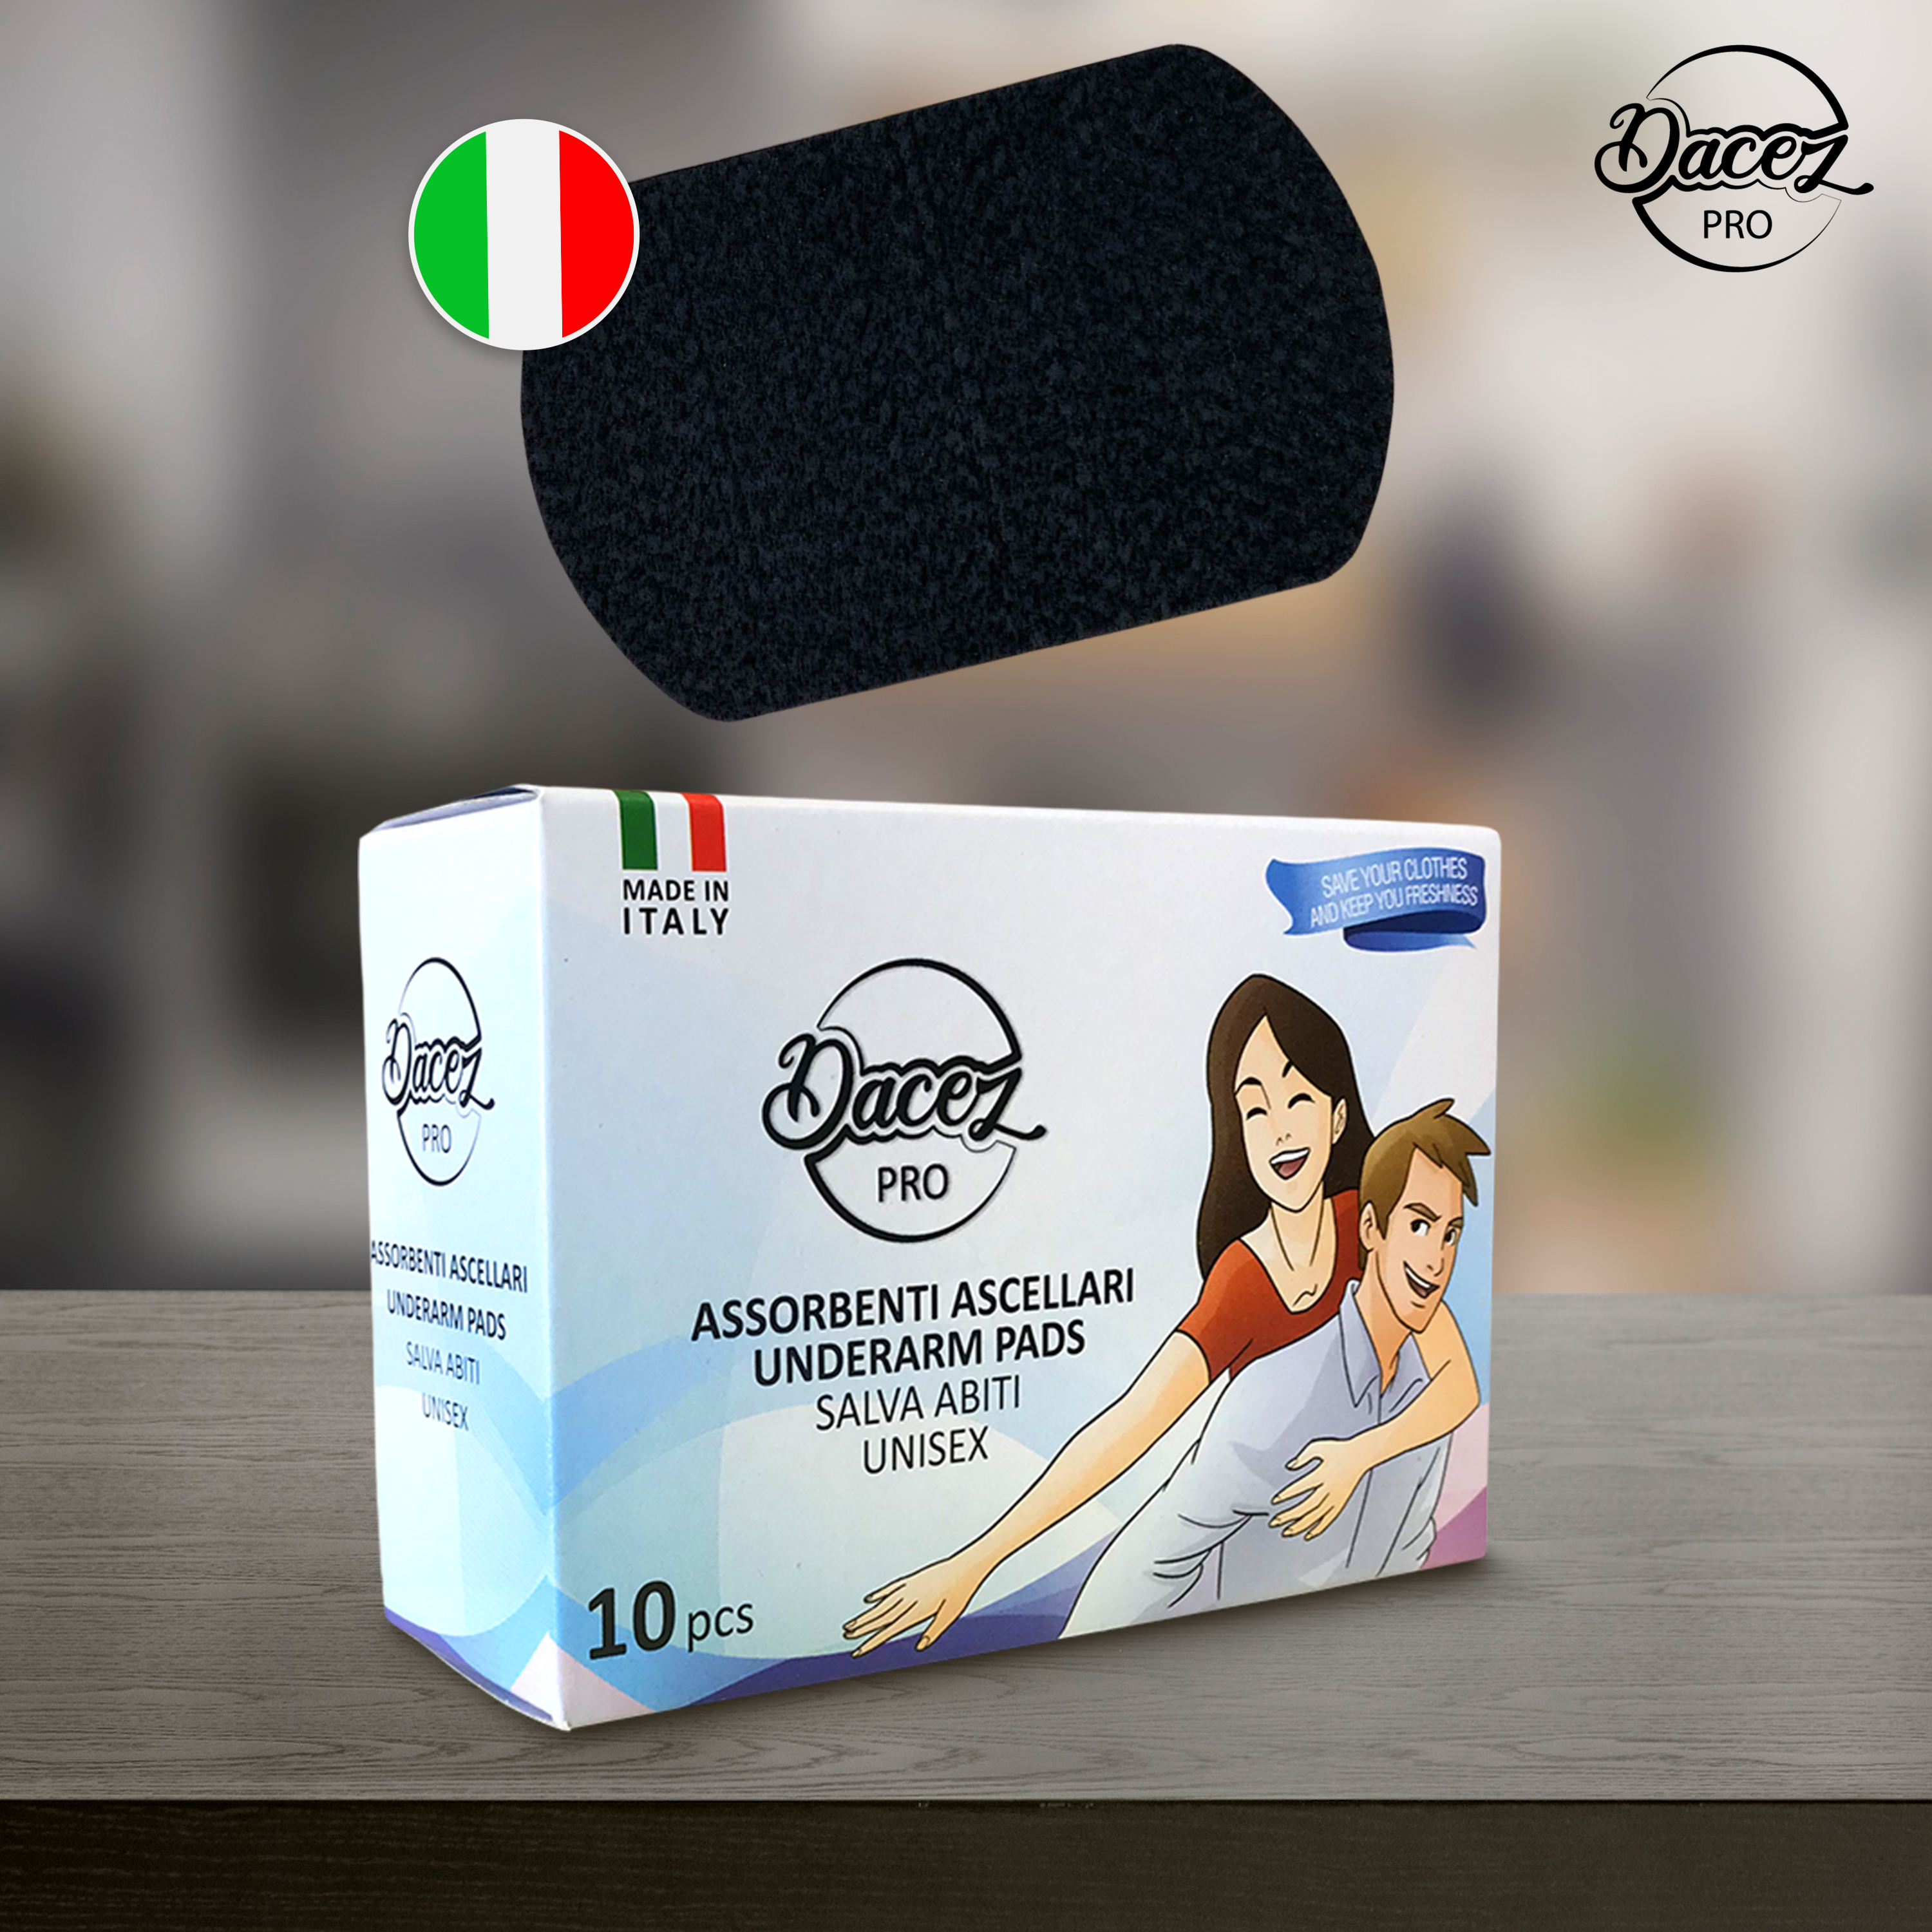 Dacez
PRO
MADE IN
ITALY
SAVE YOUR CLOTHES
AND KEEP YOU FRESHNESS
Dacez
PRO
ASSORBENTI ASCELLARI
UNDERARM PADS
SALVA ABITI
UNISEX
10 pcs
Dacez
PRO
ASSORBENTI ASCELLARI
UNDERARM PADS
SALVA ABITI
UNISEX